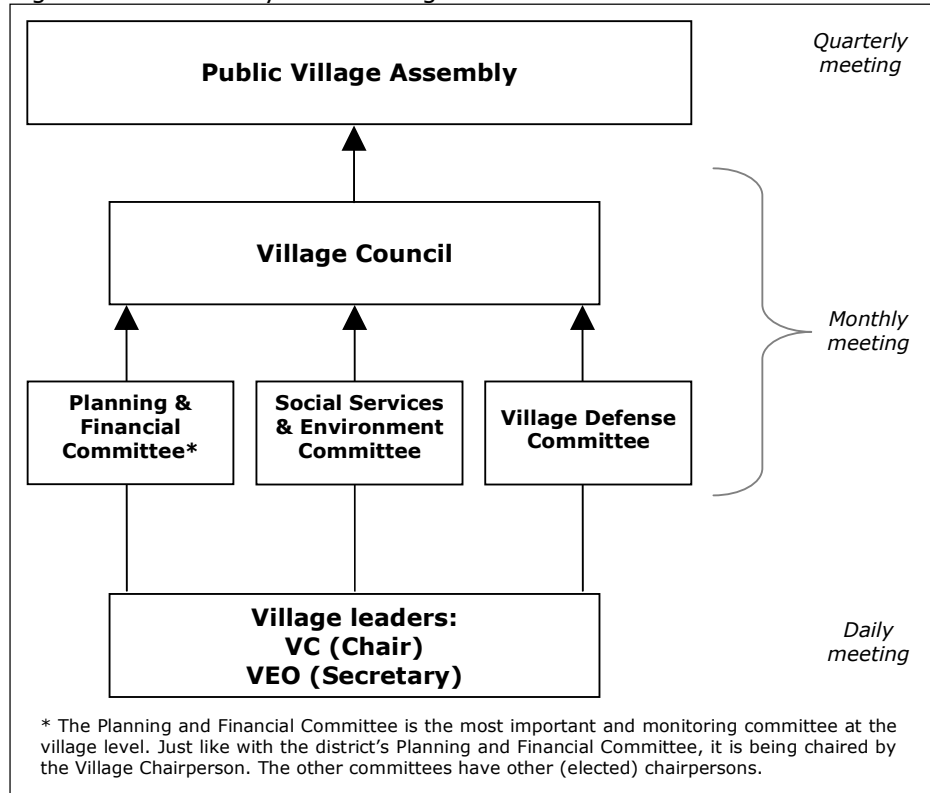 Public Village Assembly
Quarterly
meeting
Village Council
Monthly
meeting
Planning &
Financial
Committee*
Social Services
& Environment
Committee
Village Defense
Committee
Village leaders:
VC (Chair)
VEO (Secretary)
Daily
meeting
* The Planning and Financial Committee is the most important and monitoring committee at the
village level. Just like with the district's Planning and Financial Committee, it is being chaired by
the Village Chairperson. The other committees have other (elected) chairpersons.